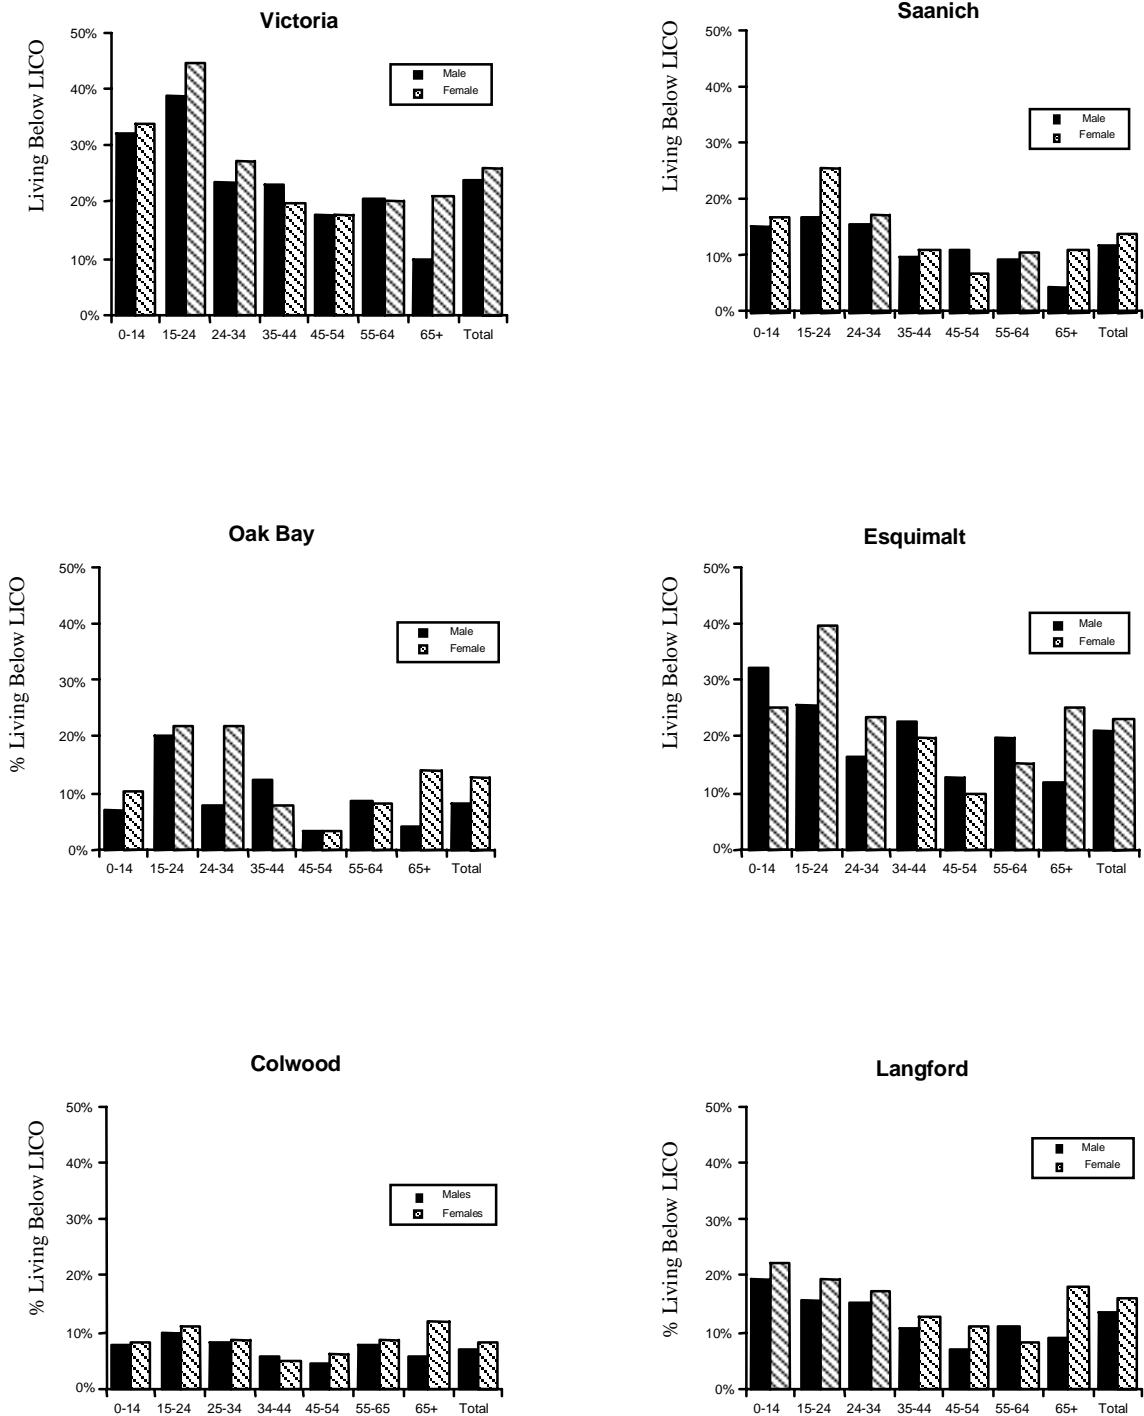 Victoria
Living Below LICO
50%
40%
30%
20%
10%
0%
Male
Female
0-14 15-24 24-34 35-44 45-54 55-64 65+ Total
Saanich
Living Below LICO
50%
40%
30%
20%
10%
0%
Male
Female
0-14 15-24 24-34 35-44 45-54 55-64 65+ Total
Oak Bay
% Living Below LICO
50%
40%
30%
20%
10%
0%
Male
Female
0-14 15-24 24-34 35-44 45-54 55-64 65+ Total
Esquimalt
Living Below LICO
50%
40%
30%
20%
10%
0%
Male
Female
0-14 15-24 24-34 34-44 45-54 55-64 65+ Total
Colwood
% Living Below LICO
50%
40%
30%
20%
10%
0%
Males
Females
0-14 15-24 25-34 34-44 45-54 55-65 65+ Total
Langford
% Living Below LICO
50%
40%
30%
20%
10%
0%
Male
Female
0-14 15-24 24-34 35-44 45-54 55-64 65+ Total